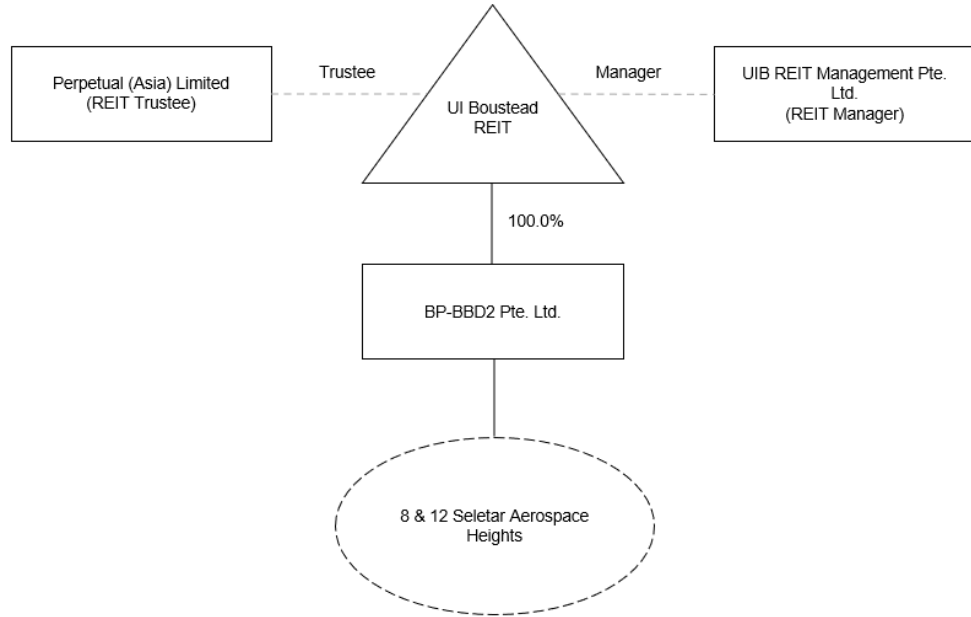 Perpetual (Asia) Limited
(REIT Trustee)
Trustee
UI Boustead
REIT
Manager
UIB REIT Management Pte.
Ltd.
(REIT Manager)
100.0%
BP-BBD2 Pte. Ltd.
8 & 12 Seletar Aerospace
Heights